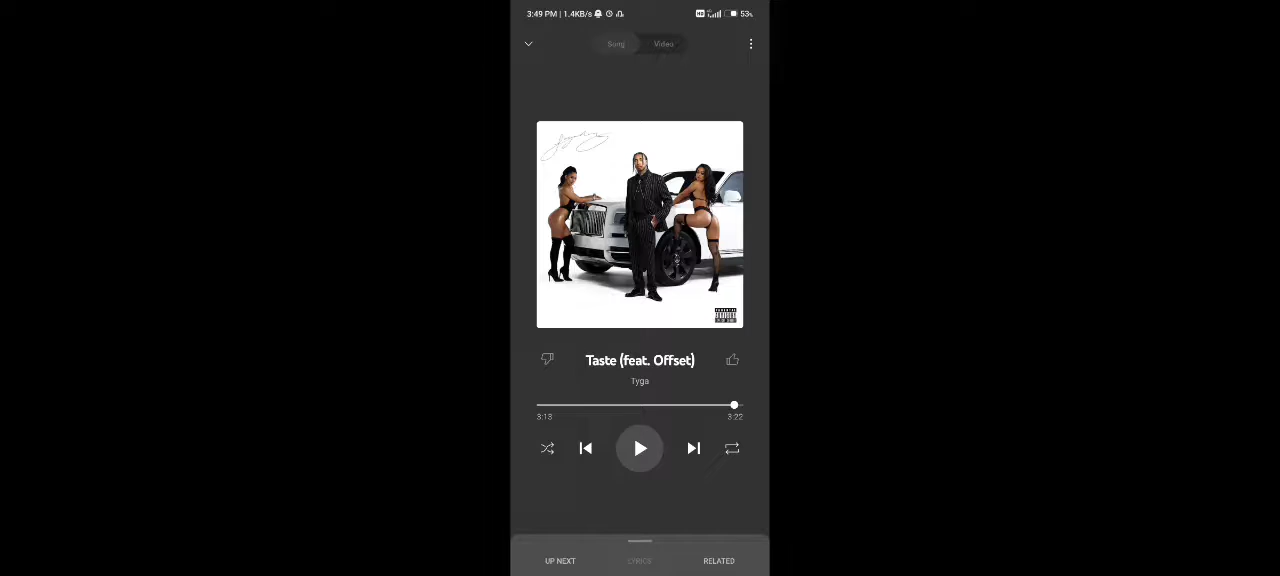 3:49 PM | 1.4KB/s 53%
Song Video
Taste (feat. Offset)
Tyga
3:13 3:22
UP NEXT LYRICS RELATED